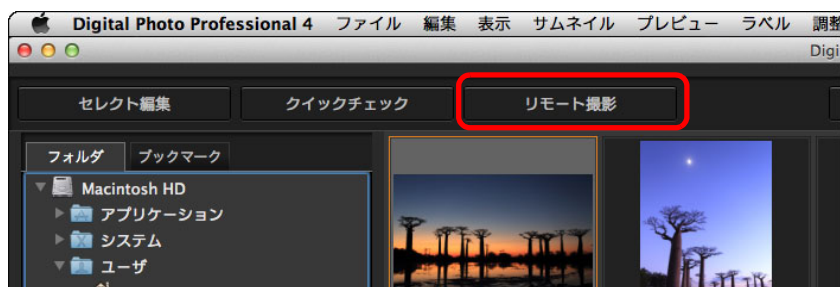 Digital Photo Professional 4 ファイル 編集 表示 サムネイル プレビュー ラベル 調整
Digi
セレクト編集 クイックチェック リモート撮影
フォルダ ブックマーク
Macintosh HD
アプリケーション
システム
ユーザ